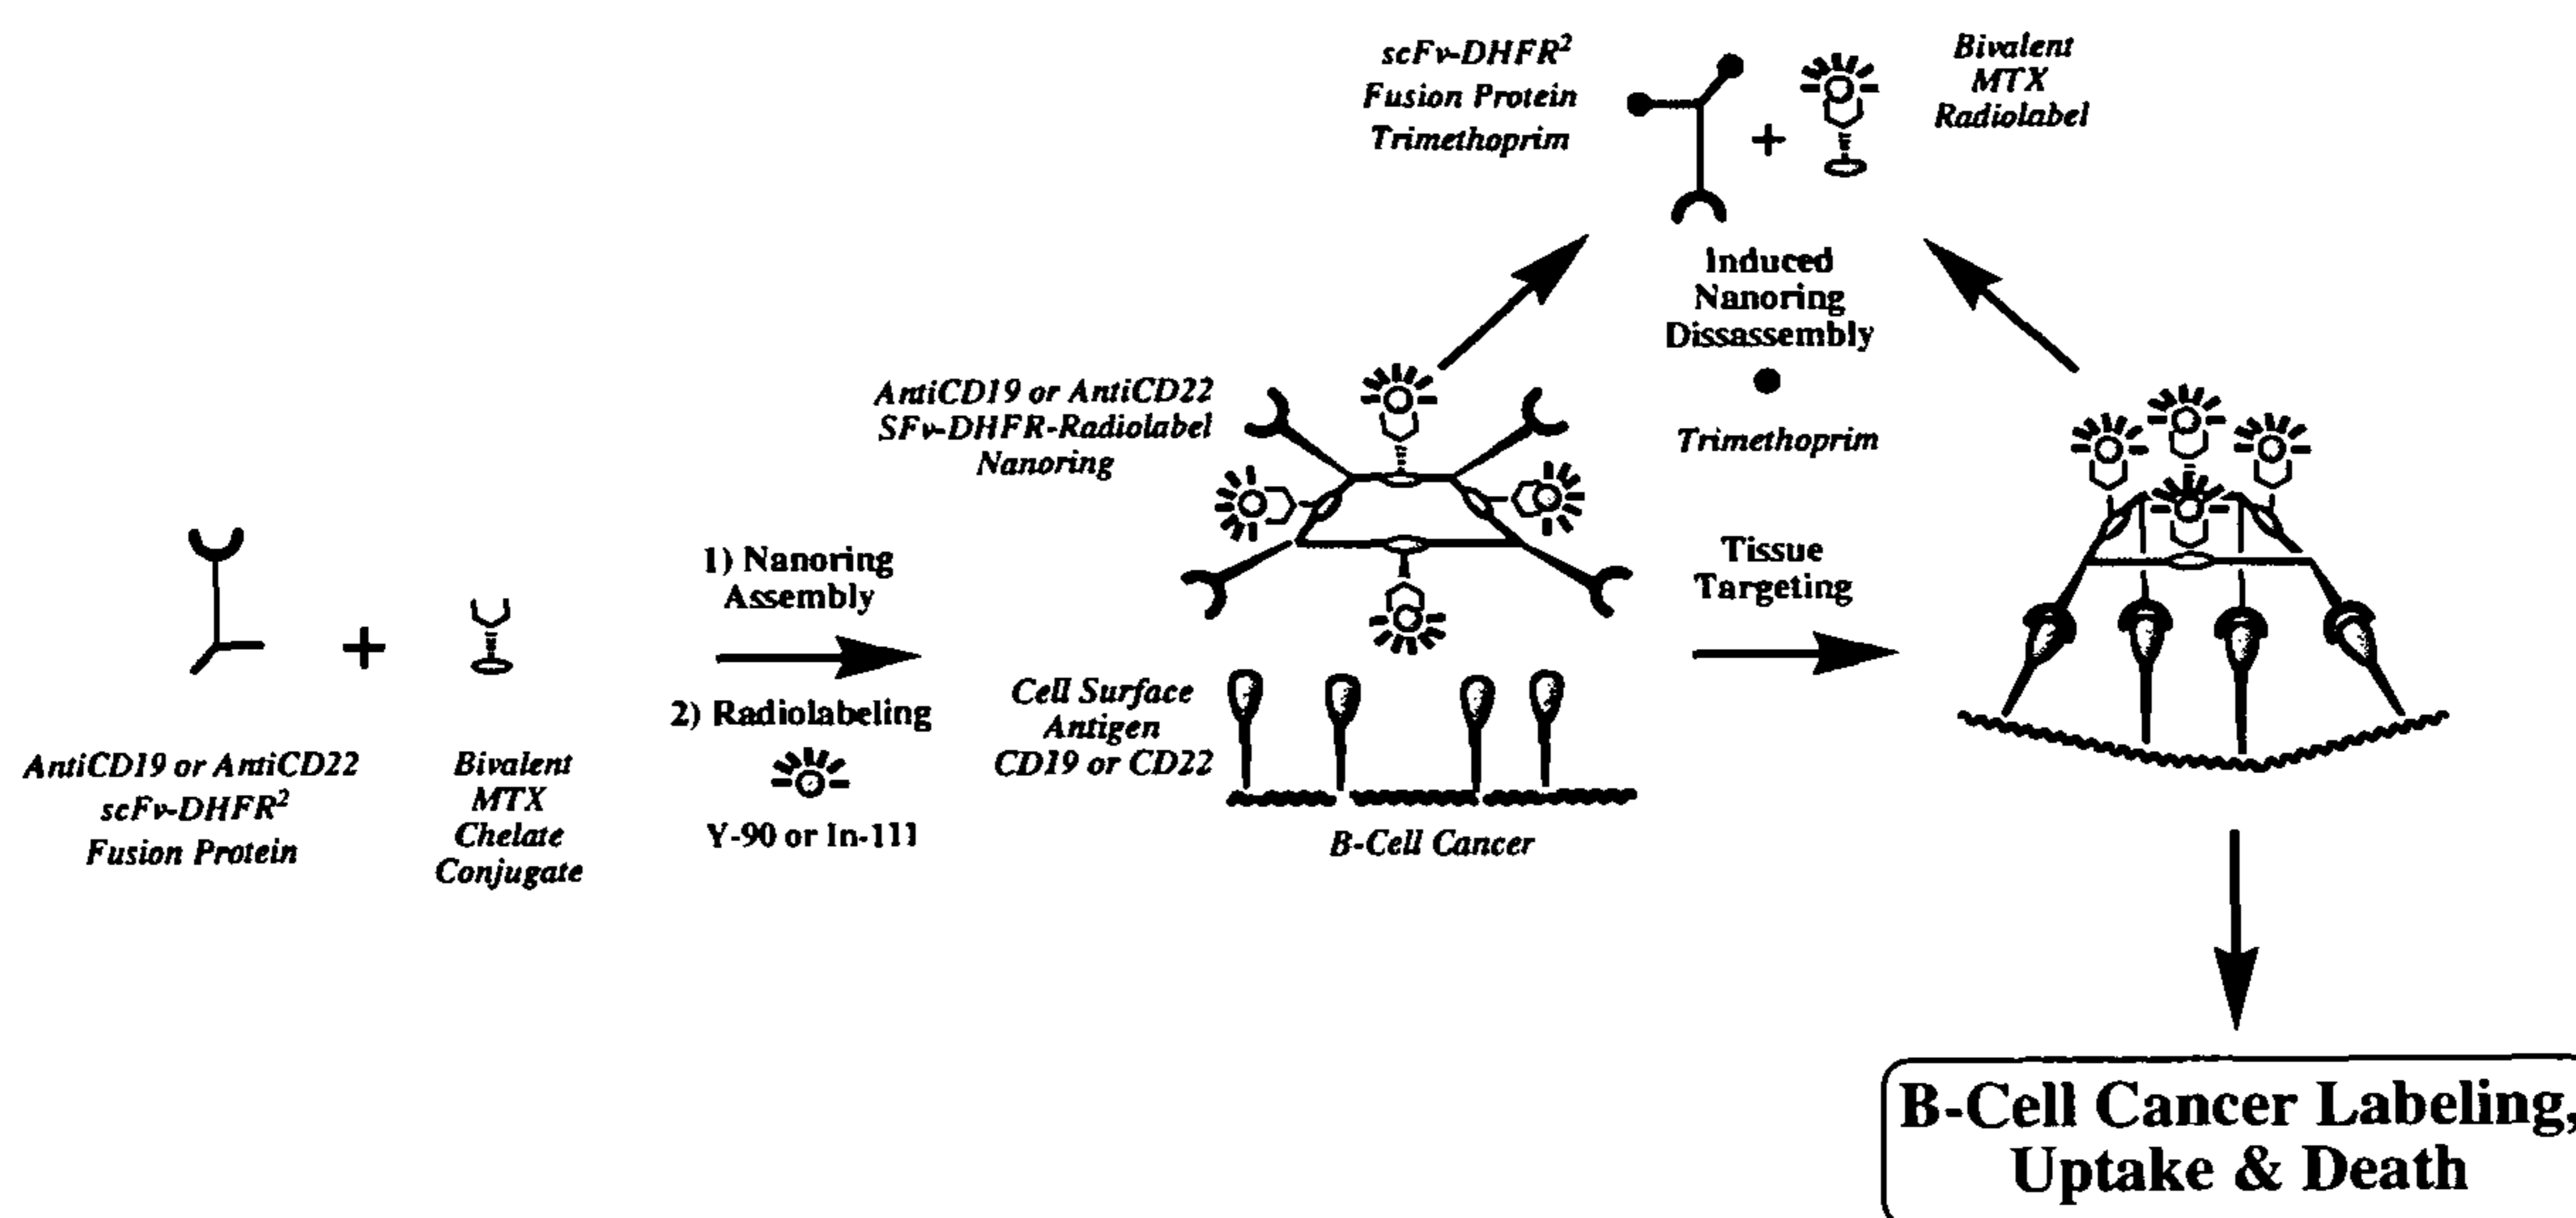 scFv-DHFR²
Fusion Protein
Trimethoprim
Bivalent
MTX
Radiolabel
Induced
Nanoring
Dissassembly
Trimethoprim
AntiCD19 or AntiCD22
SFv-DHFR-Radiolabel
Nanoring
1) Nanoring
Assembly
2) Radiolabeling
Y-90 or In-111
Tissue
Targeting
AntiCD19 or AntiCD22
scFv-DHFR²
Fusion Protein
Bivalent
MTX
Chelate
Conjugate
Cell Surface
Antigen
CD19 or CD22
B-Cell Cancer
B-Cell Cancer Labeling,
Uptake & Death